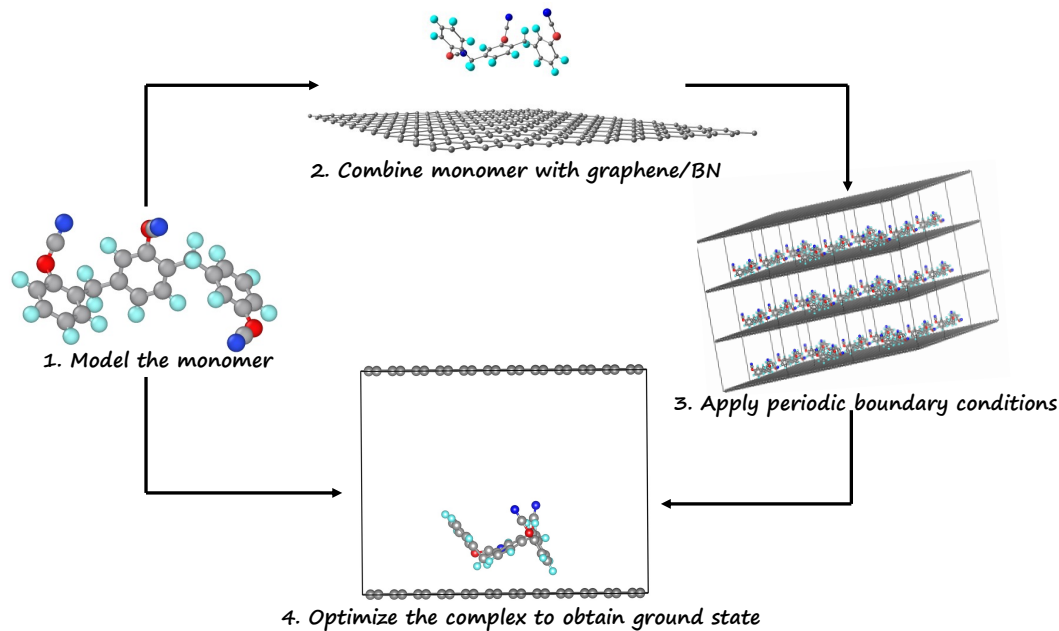 1. Model the monomer
2. Combine monomer with graphene/BN
3. Apply periodic boundary conditions
4. Optimize the complex to obtain ground state